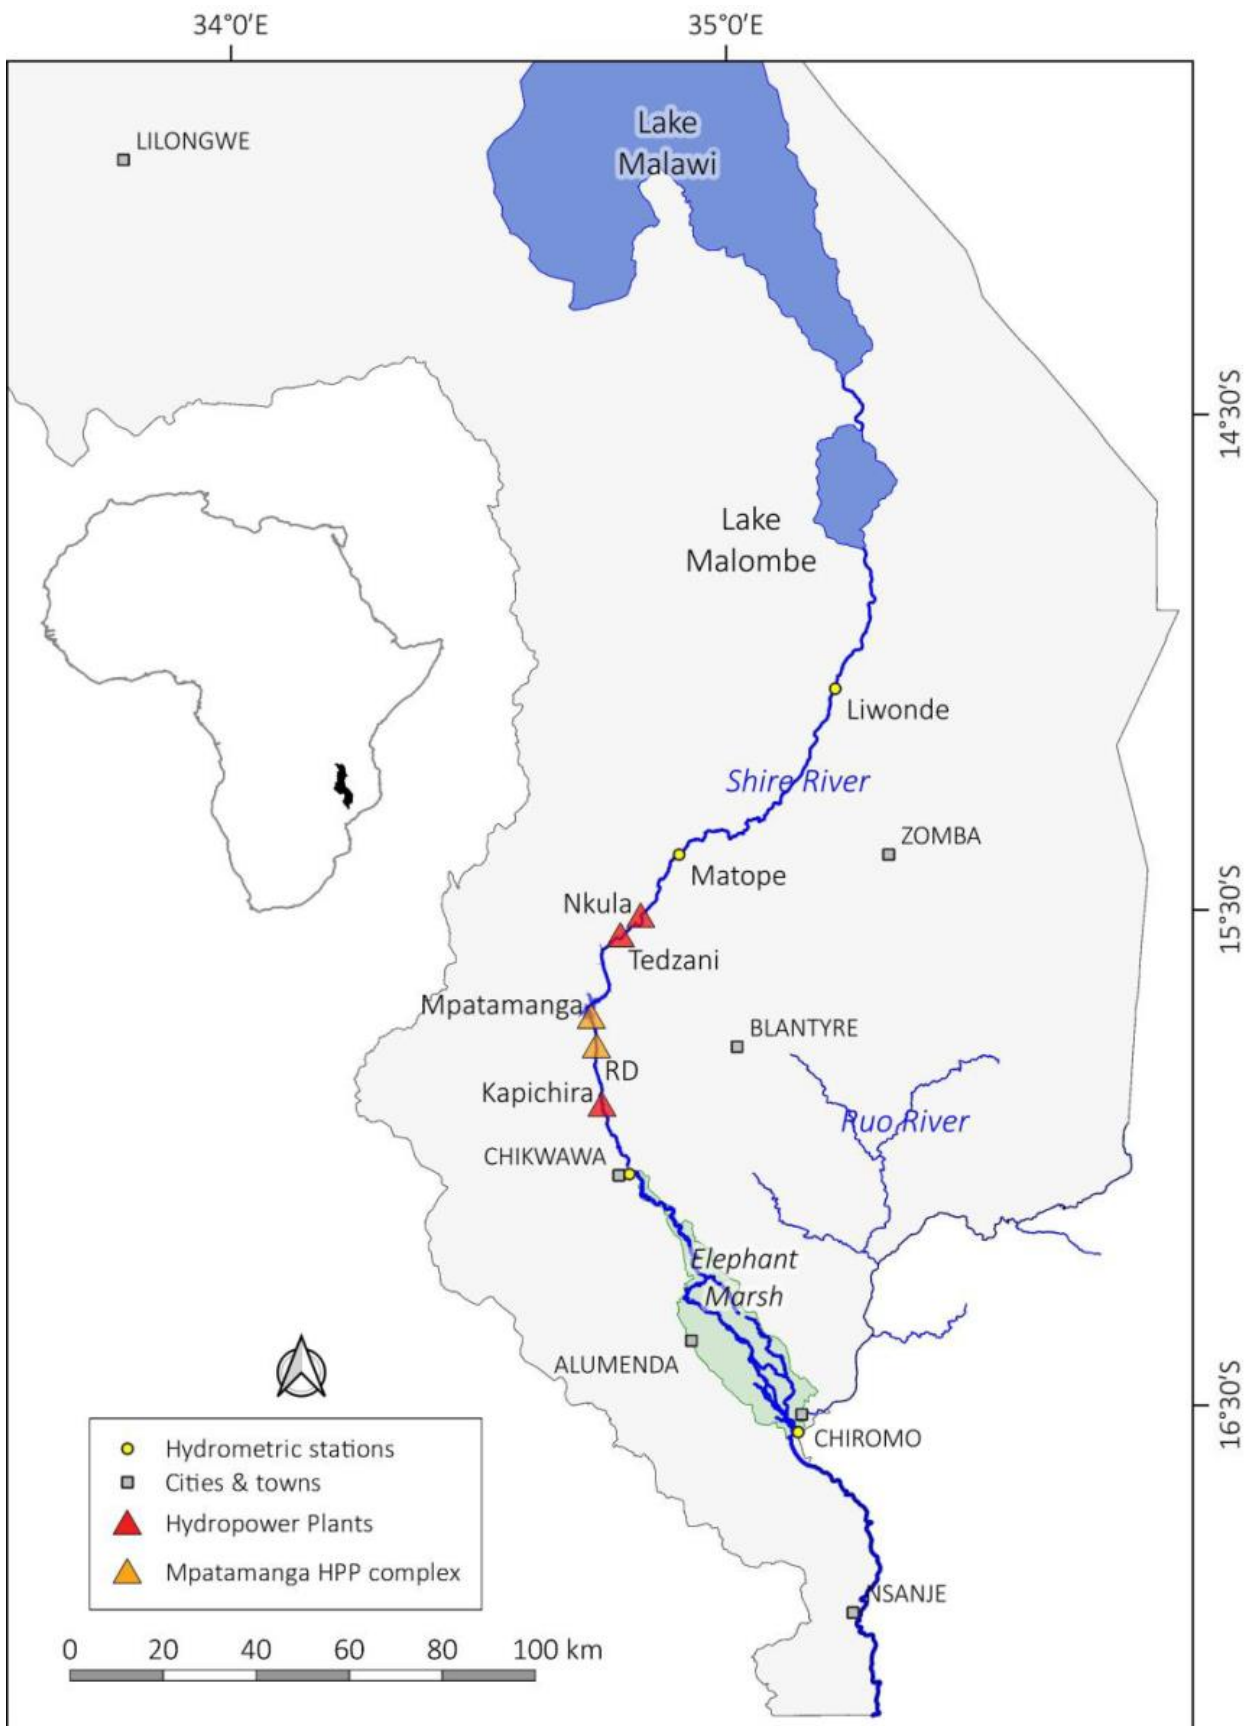 34°0'E
35°0'E
LILONGWE
Lake
Malawi
14°30'S
Lake
Malombe
Liwonde
Shire River
ZOMBA
Matope
Nkula
15°30'S
Tedzani
Mpatamanga
BLANTYRE
RD
Kapichira
Ruo River
CHIKWAWA
Elephant
Marsh
ALUMENDA
16°30'S
CHIROMO
Hydrometric stations
Cities & towns
Hydropower Plants
Mpatamanga HPP complex
NSANJE
0 20 40 60 80 100 km